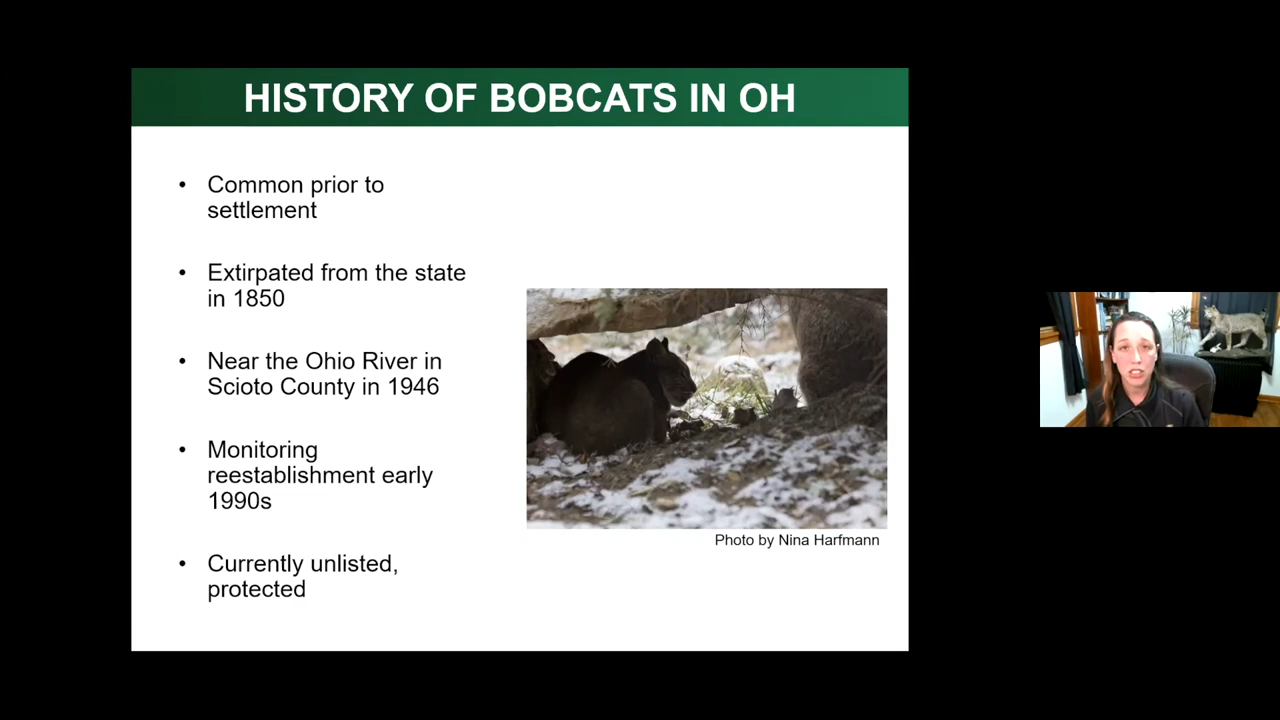 HISTORY OF BOBCATS IN OH
• Common prior to
settlement
• Extirpated from the state
in 1850
• Near the Ohio River in
Scioto County in 1946
• Monitoring
reestablishment early
1990s
• Currently unlisted,
protected
Photo by Nina Harfmann